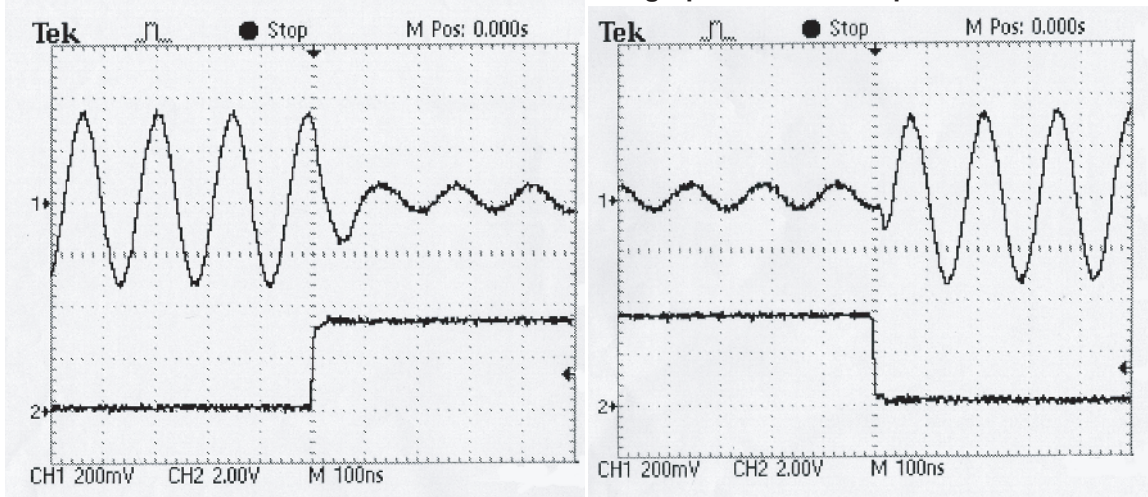 Tek Stop M Pos: 0.000s
1
2
CH1 200mV CH2 2.00V M 100ns
Tek Stop M Pos: 0.000s
1
2
CH1 200mV CH2 2.00V M 100ns